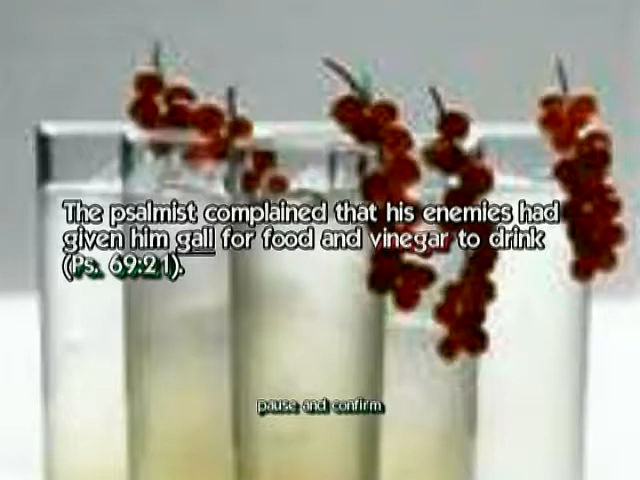 The psalmist complained that his enemies had
given him gall for food and vinegar to drink
(Ps. 69:21).
pause and confirm